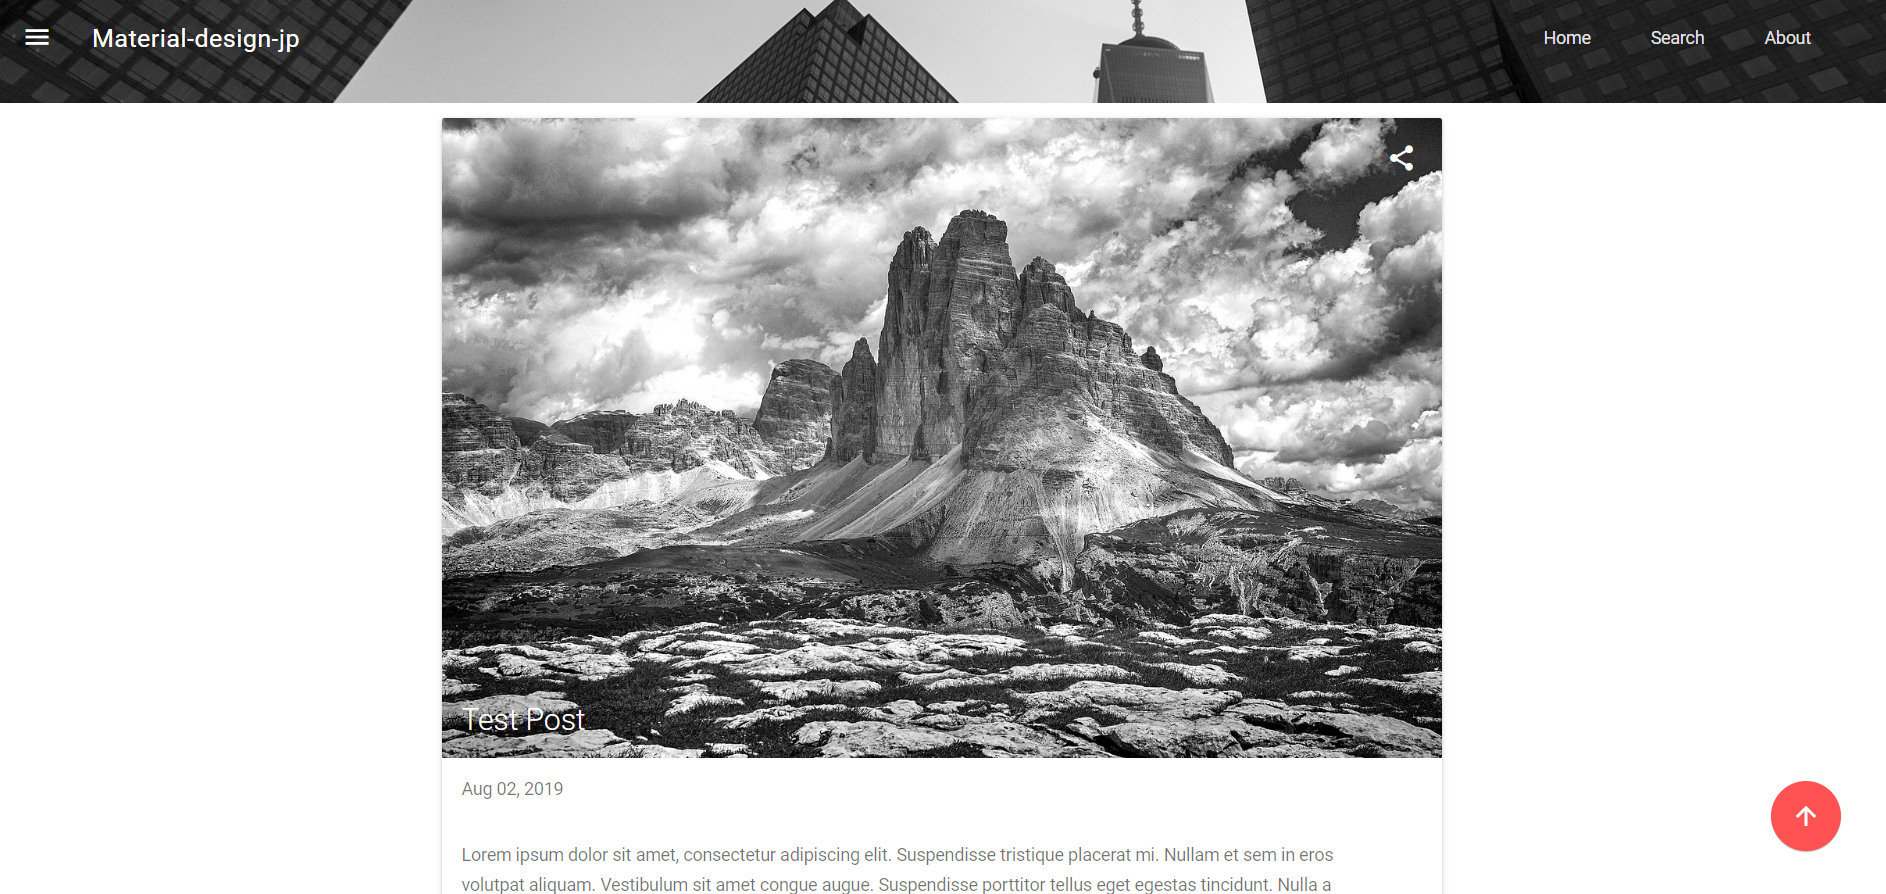 Material-design-jp
Home Search About
Test Post
Aug 02, 2019
Lorem ipsum dolor sit amet, consectetur adipiscing elit. Suspendisse tristique placerat mi. Nullam et sem in eros
volutpat aliquam. Vestibulum sit amet congue augue. Suspendisse porttitor tellus eget egestas tincidunt. Nulla a